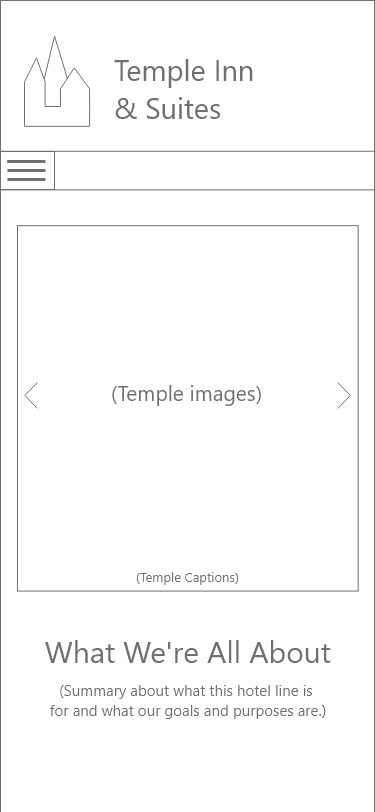 Temple Inn
& Suites
(Temple images)
(Temple Captions)
What We're All About
(Summary about what this hotel line is
for and what our goals and purposes are.)